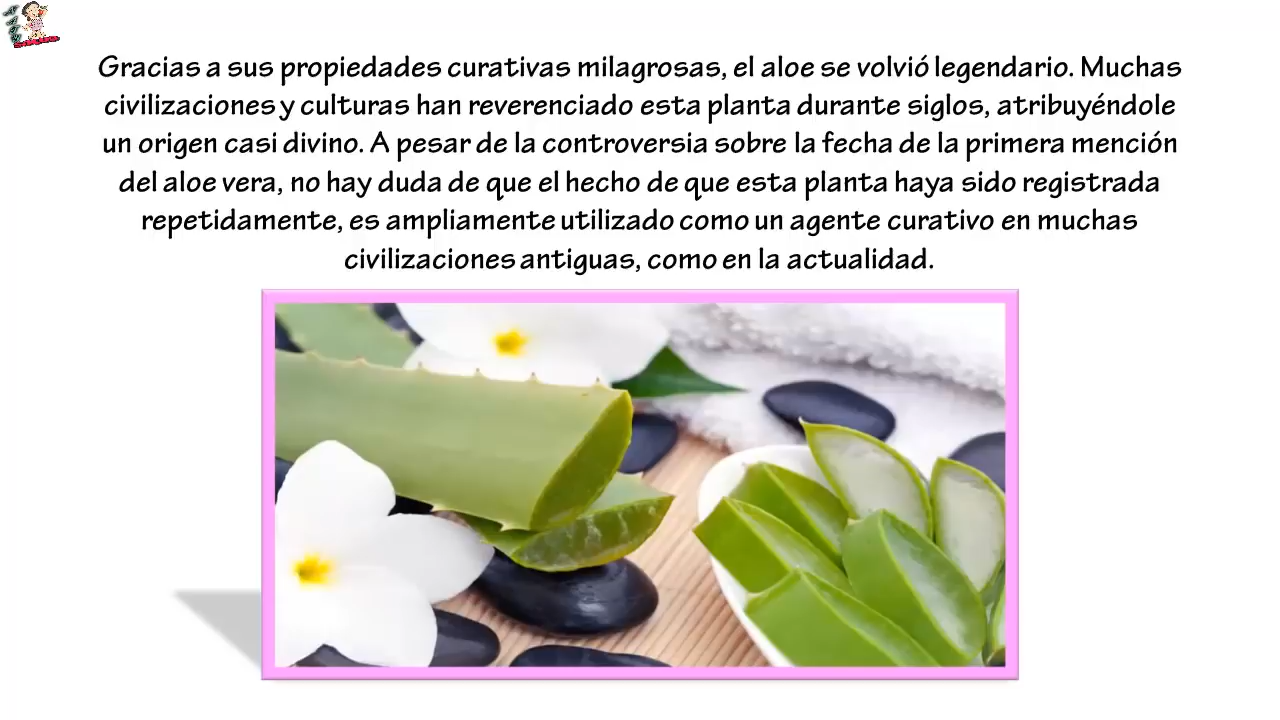 Gracias a sus propiedades curativas milagrosas, el aloe se volvió legendario. Muchas
civilizaciones y culturas han reverenciado esta planta durante siglos, atribuyéndole
un origen casi divino. A pesar de la controversia sobre la fecha de la primera mención
del aloe vera, no hay duda de que el hecho de que esta planta haya sido registrada
repetidamente, es ampliamente utilizado como un agente curativo en muchas
civilizaciones antiguas, como en la actualidad.